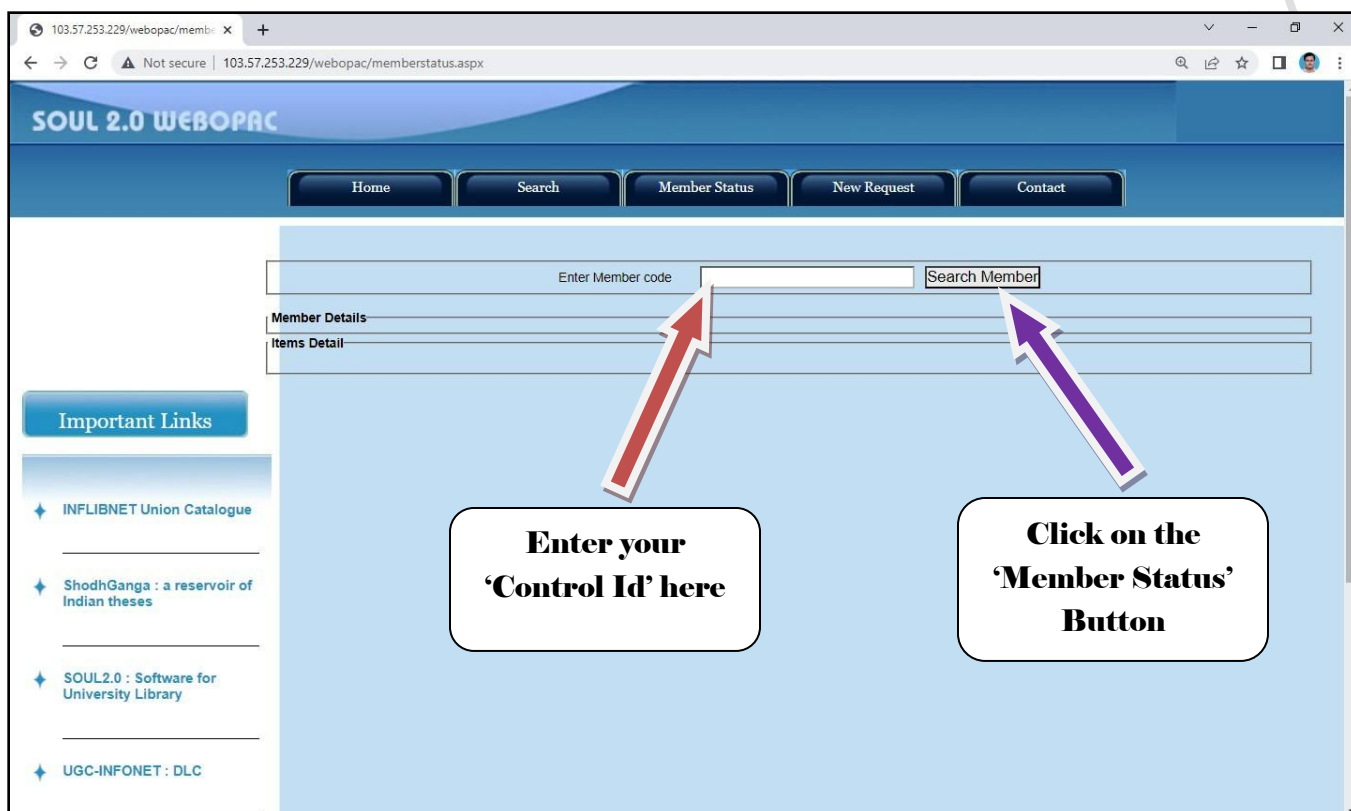 103.57.253.229/webopac/membe
Not secure | 103.57.253.229/webopac/memberstatus.aspx
SOUL 2.0 WEBOPAC
Home Search Member Status New Request Contact
Enter Member code Search Member
Member Details
Items Detail
Important Links
INFLIBNET Union Catalogue
ShodhGanga : a reservoir of
Indian theses
SOUL2.0 : Software for
University Library
UGC-INFONET : DLC
Enter your
‘Control Id’ here
Click on the
‘Member Status’
Button